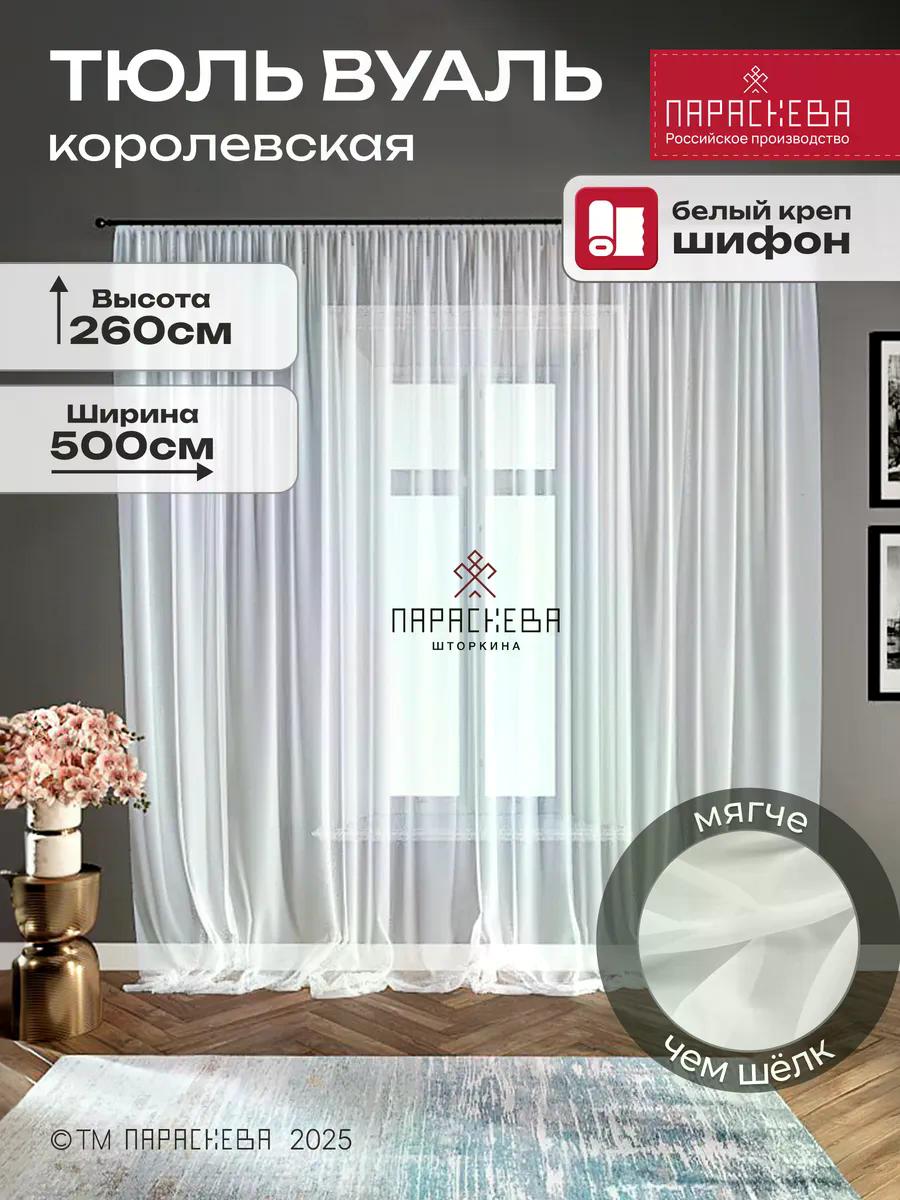 ТЮЛЬ ВУАЛЬ
королевская
ПАРАСКЕВА
Российское производство
белый креп
шифон
Высота
260см
Ширина
500см
ПАРАСКЕВА
ШТОРКИНА
мягче
чем шёлк
©ТМ ПАРАСКЕВА 2025